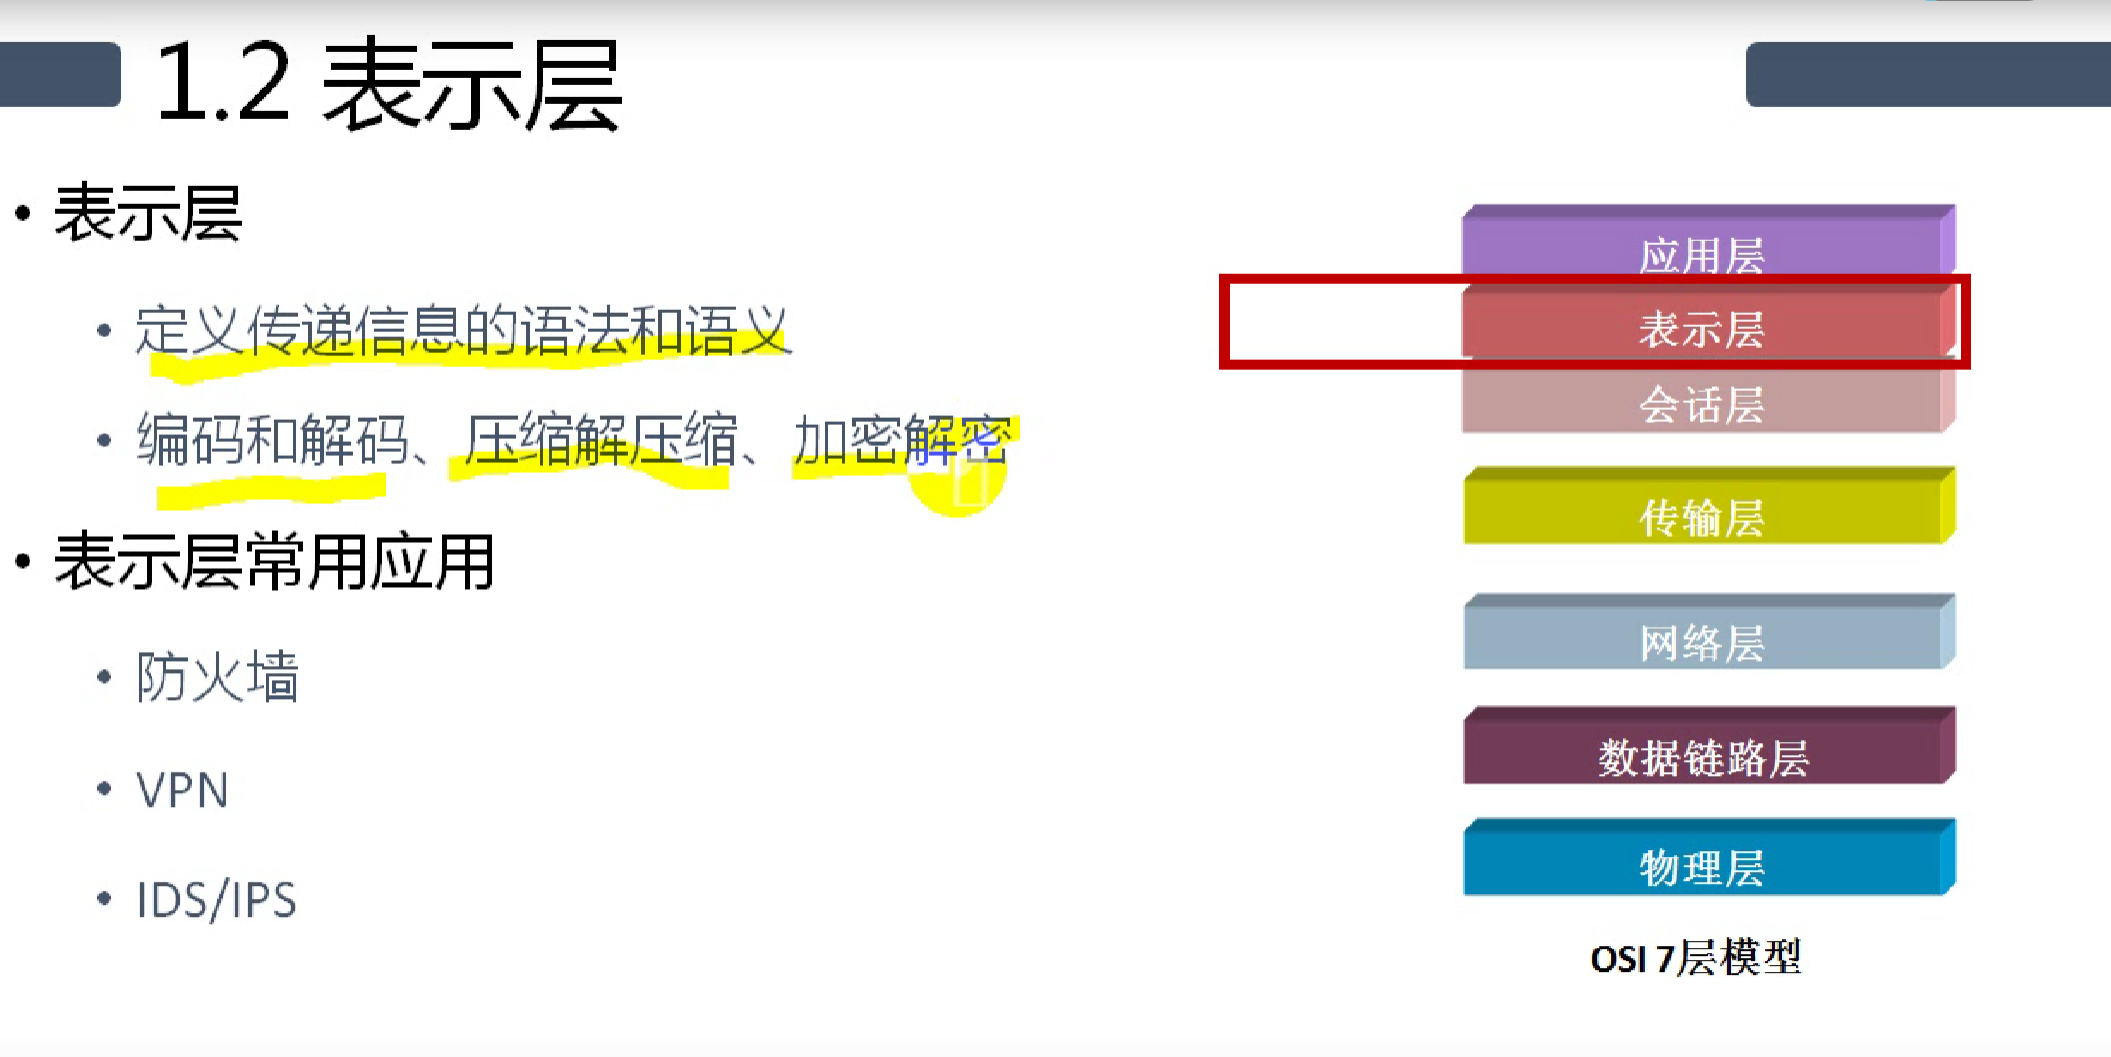 1.2 表示层
• 表示层
• 定义传递信息的语法和语义
• 编码和解码、压缩解压缩、加密解密
• 表示层常用应用
• 防火墙
• VPN
• IDS/IPS
应用层
表示层
会话层
传输层
网络层
数据链路层
物理层
OSI 7层模型